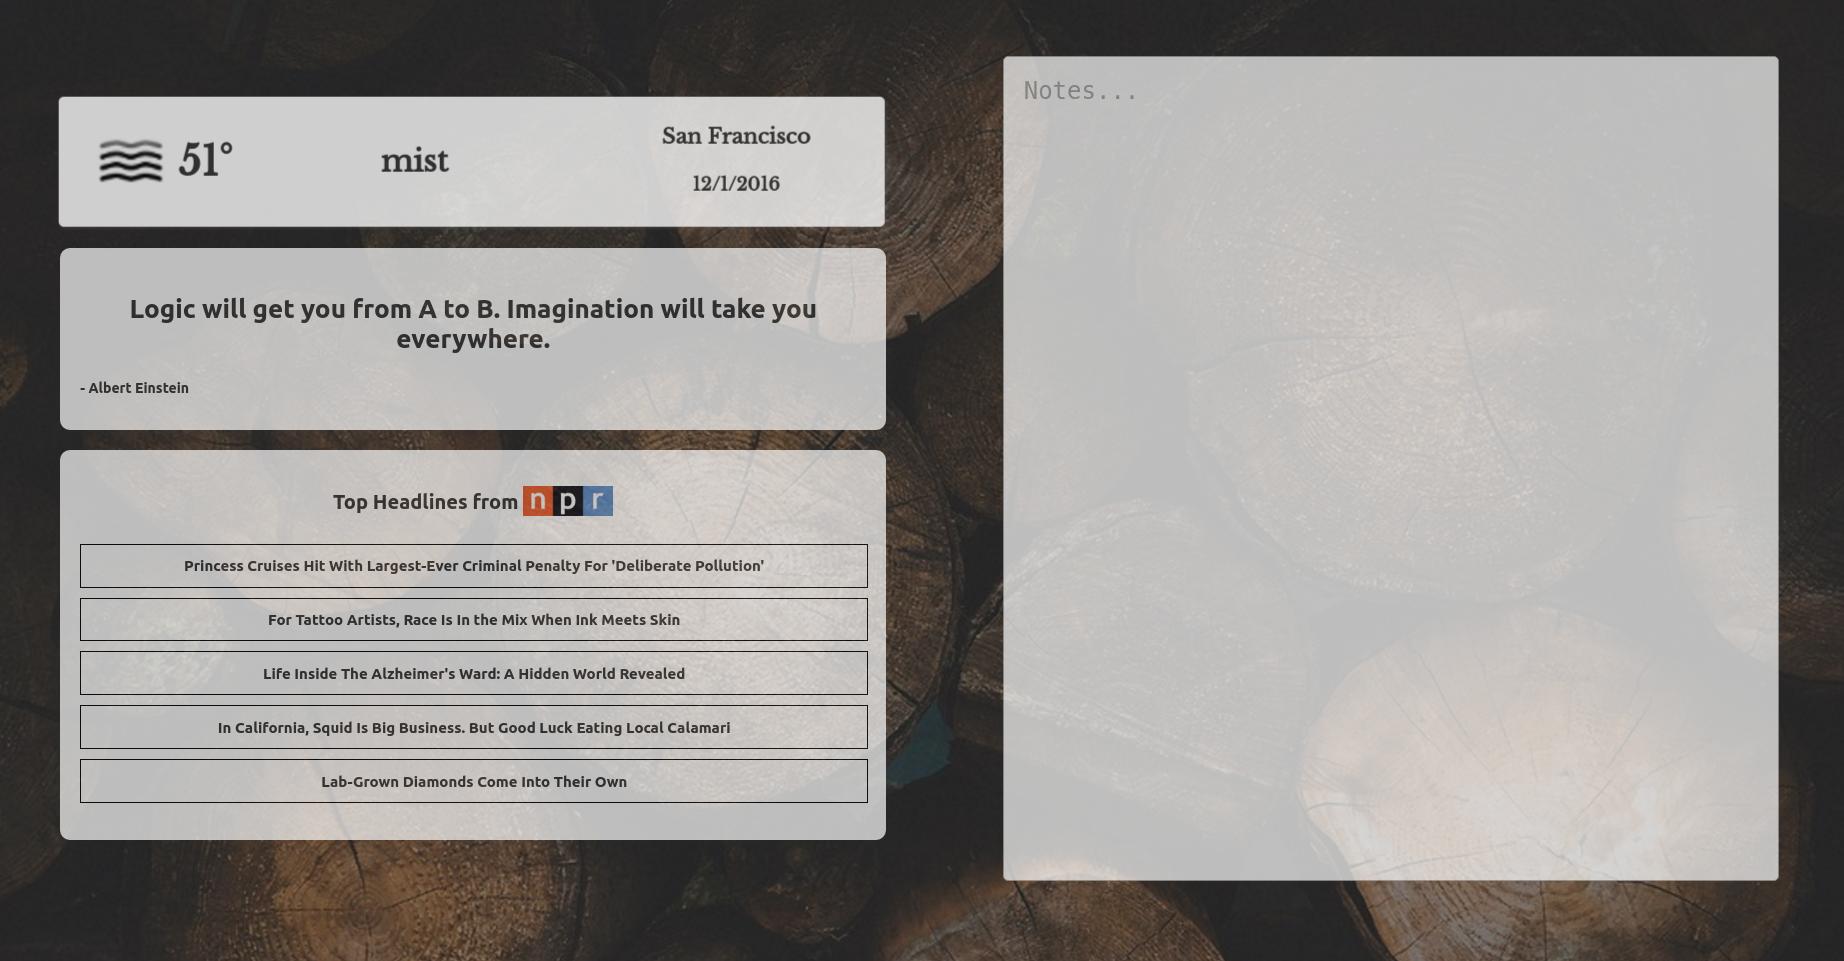 51°
mist
San Francisco
12/1/2016
Logic will get you from A to B. Imagination will take you
everywhere.
- Albert Einstein
Top Headlines from npr
Princess Cruises Hit With Largest-Ever Criminal Penalty For 'Deliberate Pollution'
For Tattoo Artists, Race Is In the Mix When Ink Meets Skin
Life Inside The Alzheimer's Ward: A Hidden World Revealed
In California, Squid Is Big Business. But Good Luck Eating Local Calamari
Lab-Grown Diamonds Come Into Their Own
Notes...